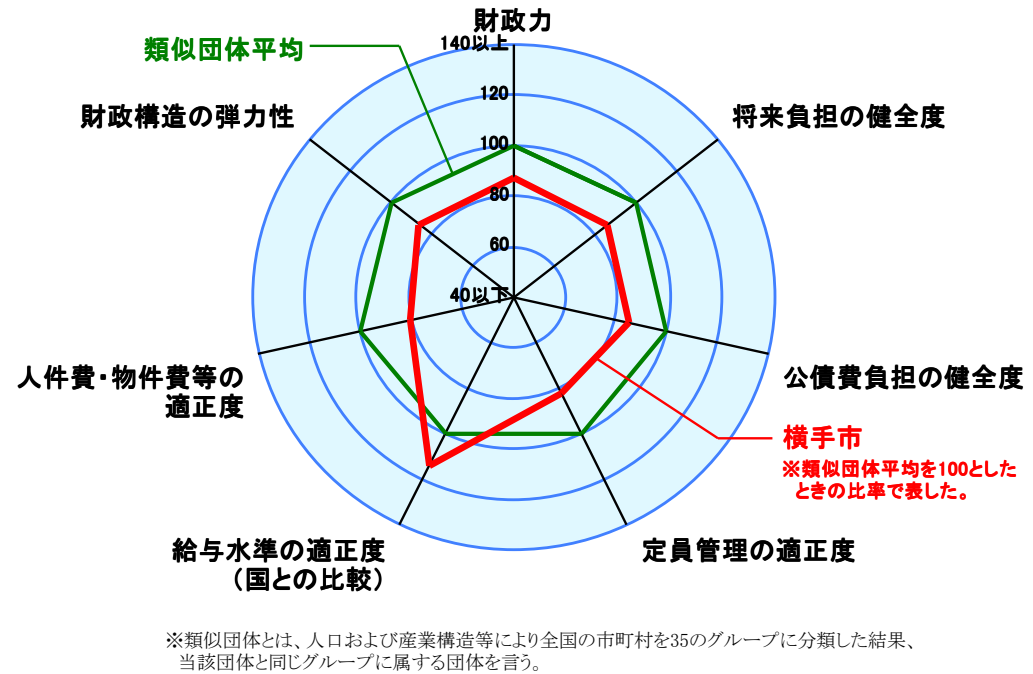 財政力
140以上
類似団体平均
120
財政構造の弾力性
将来負担の健全度
100
80
60
40以下
人件費・物件費等の
適正度
公債費負担の健全度
横手市
※類似団体平均を100とした
ときの比率で表した。
給与水準の適正度
（国との比較）
定員管理の適正度
※類似団体とは、人口および産業構造等により全国の市町村を35のグループに分類した結果、
当該団体と同じグループに属する団体を言う。